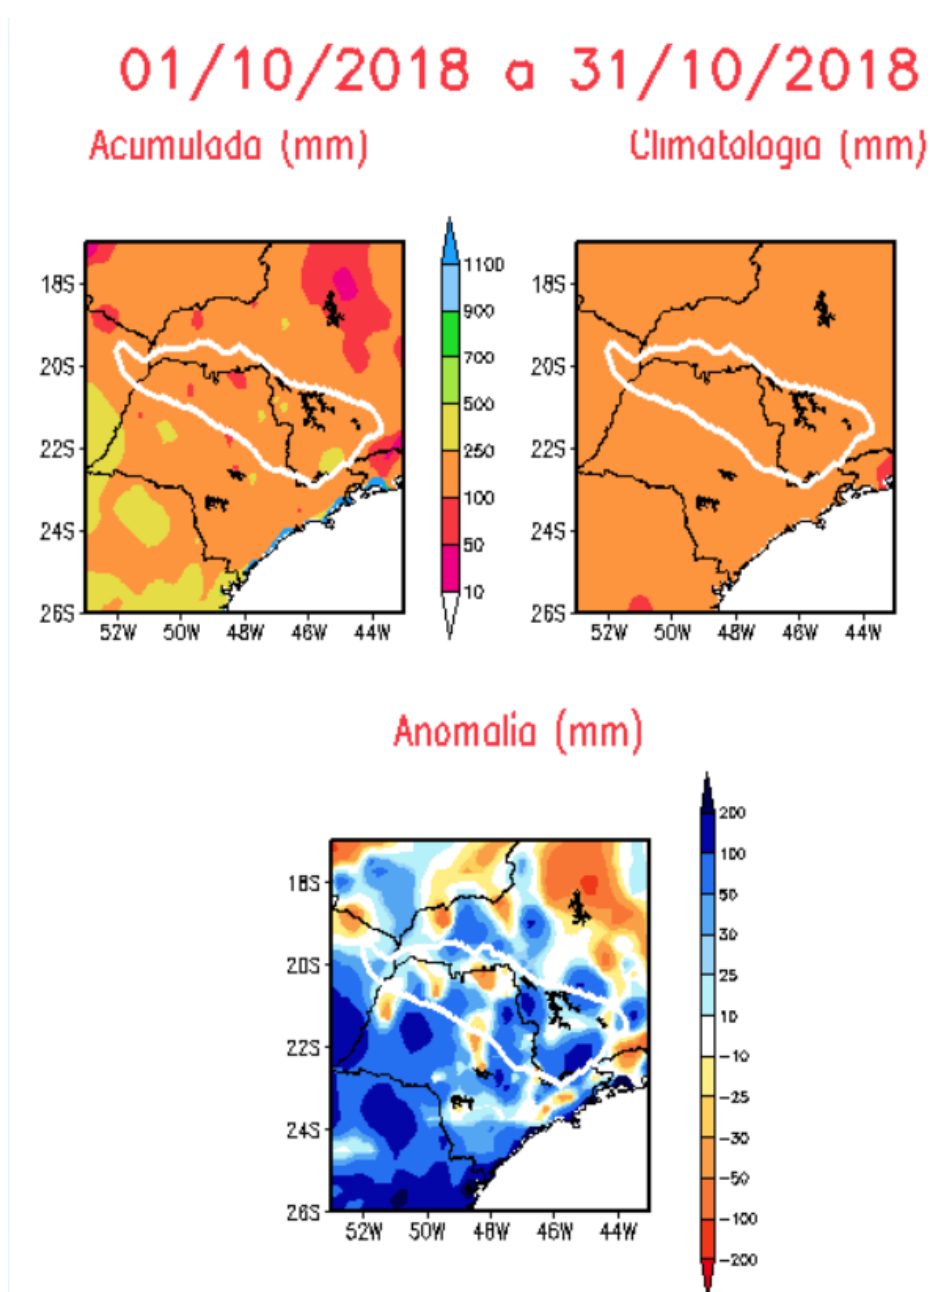 01/10/2018 a 31/10/2018
Acumulada (mm)
Climatologia (mm)
18S
20S
22S
24S
26S
52W 50W 48W 46W 44W
1100
900
700
500
250
100
50
10
18S
20S
22S
24S
26S
52W 50W 48W 46W 44W
Anomalia (mm)
18S
20S
22S
24S
26S
52W 50W 48W 46W 44W
200
100
50
30
25
10
-10
-25
-30
-50
-100
-200